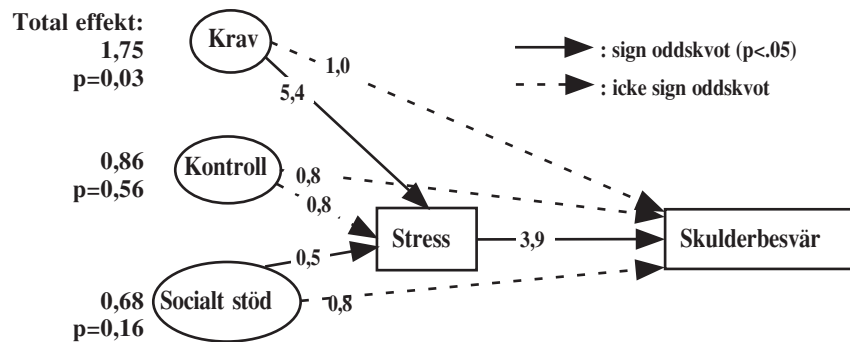 Total effekt:
1,75
p=0,03
Krav
1,0
5,4
: sign oddskvot (p<.05)
: icke sign oddskvot
0,86
p=0,56
Kontroll
0,8
0,8
Stress
3,9
Skulderbesvär
0,5
0,68
p=0,16
Socialt stöd
0,8